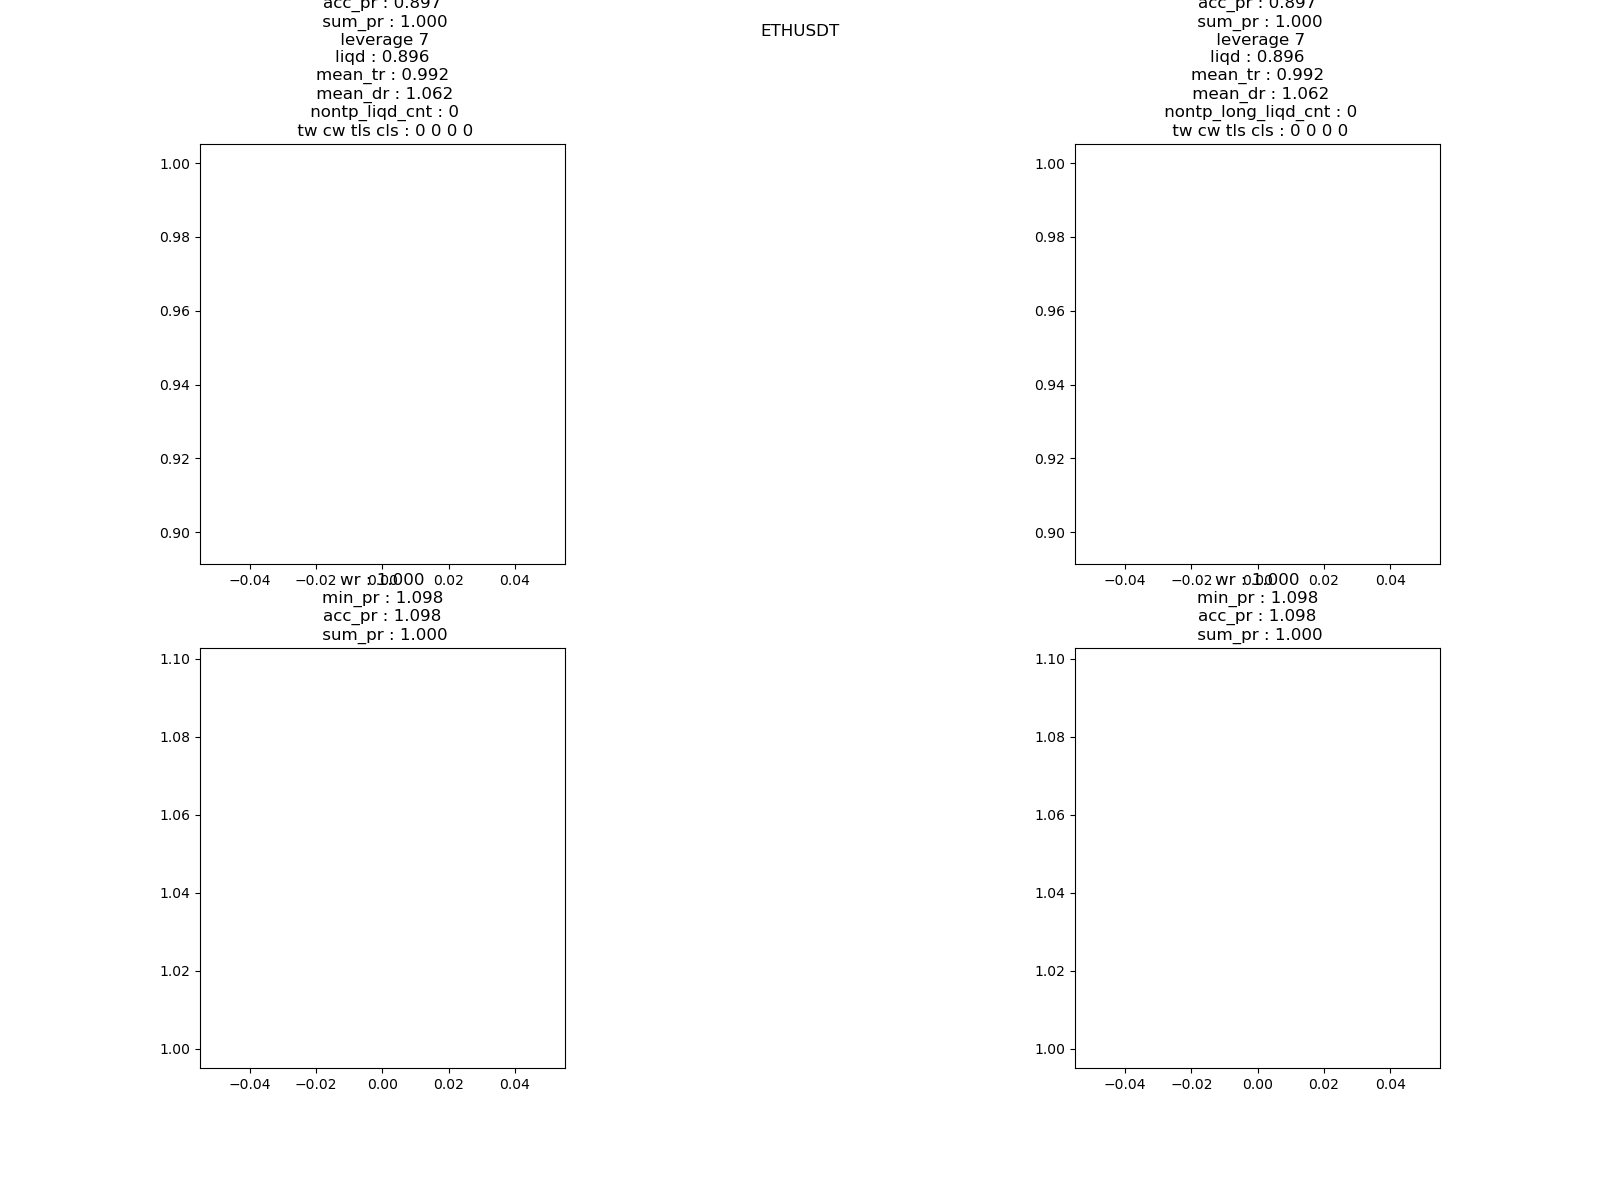 ETHUSDT
acc_pr : 0.897
sum_pr : 1.000
leverage 7
liqd : 0.896
mean_tr : 0.992
mean_dr : 1.062
nontp_liqd_cnt : 0
tw cw tls cls : 0 0 0 0
1.00
0.98
0.96
0.94
0.92
0.90
−0.04 −0.02 0.00 0.02 0.04
acc_pr : 0.897
sum_pr : 1.000
leverage 7
liqd : 0.896
mean_tr : 0.992
mean_dr : 1.062
nontp_long_liqd_cnt : 0
tw cw tls cls : 0 0 0 0
1.00
0.98
0.96
0.94
0.92
0.90
−0.04 −0.02 0.00 0.02 0.04
wr : 1.000
min_pr : 1.098
acc_pr : 1.098
sum_pr : 1.000
1.10
1.08
1.06
1.04
1.02
1.00
−0.04 −0.02 0.00 0.02 0.04
wr : 1.000
min_pr : 1.098
acc_pr : 1.098
sum_pr : 1.000
1.10
1.08
1.06
1.04
1.02
1.00
−0.04 −0.02 0.00 0.02 0.04